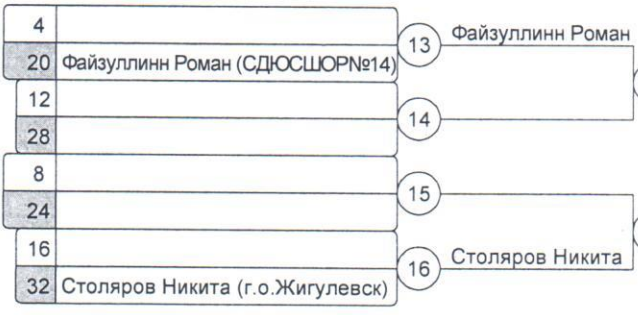 4
13 Файзуллинн Роман
20 Файзуллинн Роман (СДЮСШОР№14)
12
14
28
8
15
24
16
16 Столяров Никита
32 Столяров Никита (г.о.Жигулевск)